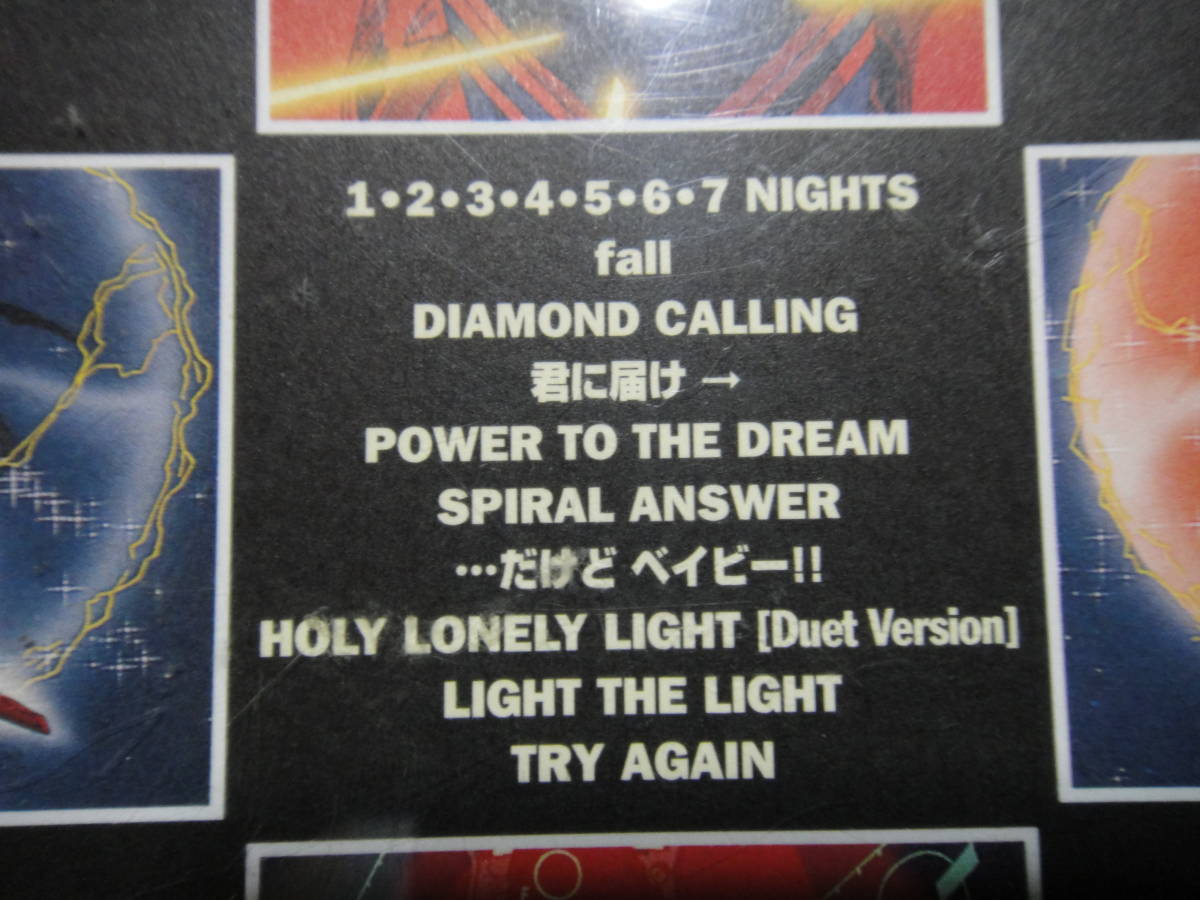 1•2•3•4•5•6•7 NIGHTS
fall
DIAMOND CALLING
君に届け→
POWER TO THE DREAM
SPIRAL ANSWER
…だけど ベイビー!!
HOLY LONELY LIGHT [Duet Version]
LIGHT THE LIGHT
TRY AGAIN